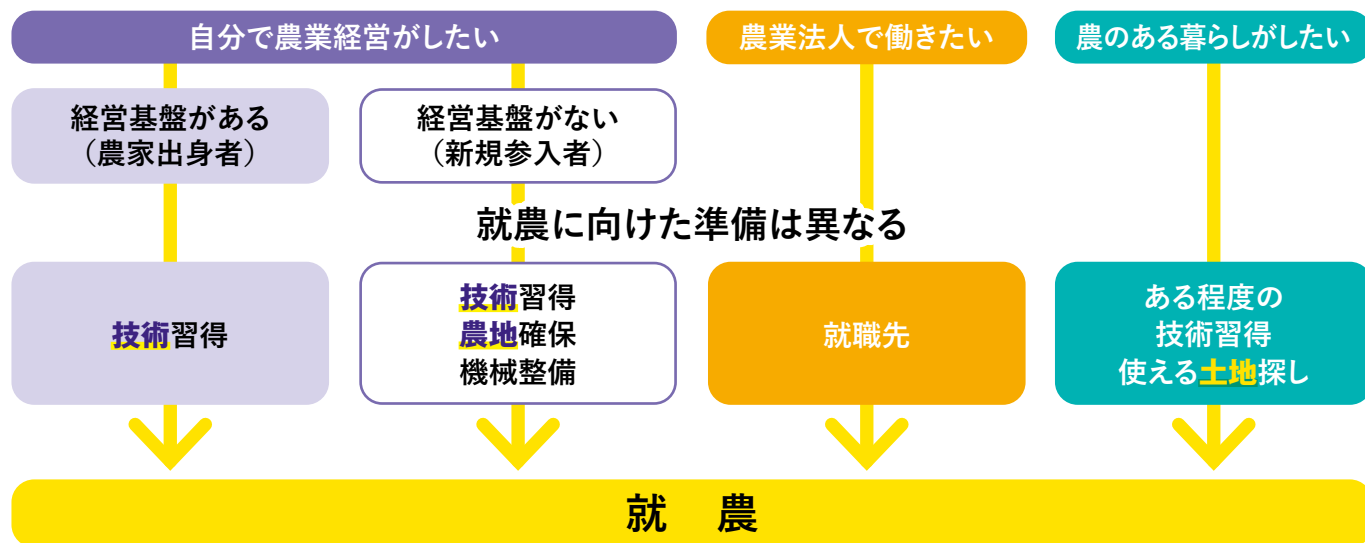 自分で農業経営がしたい
農業法人で働きたい
農のある暮らしがしたい
経営基盤がある
（農家出身者）
経営基盤がない
（新規参入者）
就農に向けた準備は異なる
技術習得
技術習得
農地確保
機械整備
就職先
ある程度の
技術習得
使える土地探し
就 農